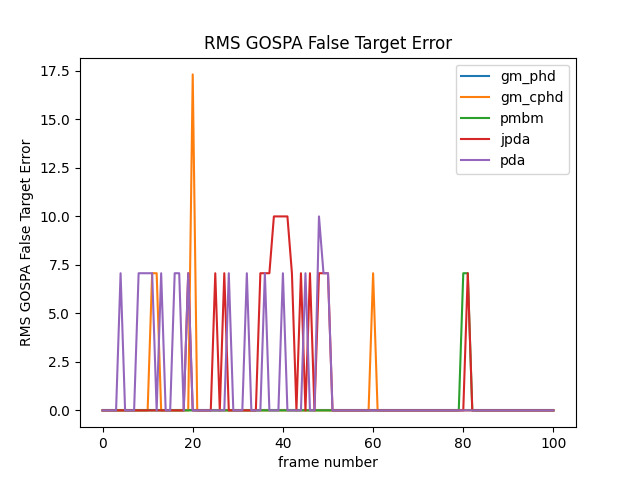 RMS GOSPA False Target Error
gm_phd
gm_cphd
pmbm
jpda
pda
RMS GOSPA False Target Error
17.5
15.0
12.5
10.0
7.5
5.0
2.5
0.0
0 20 40 60 80 100
frame number